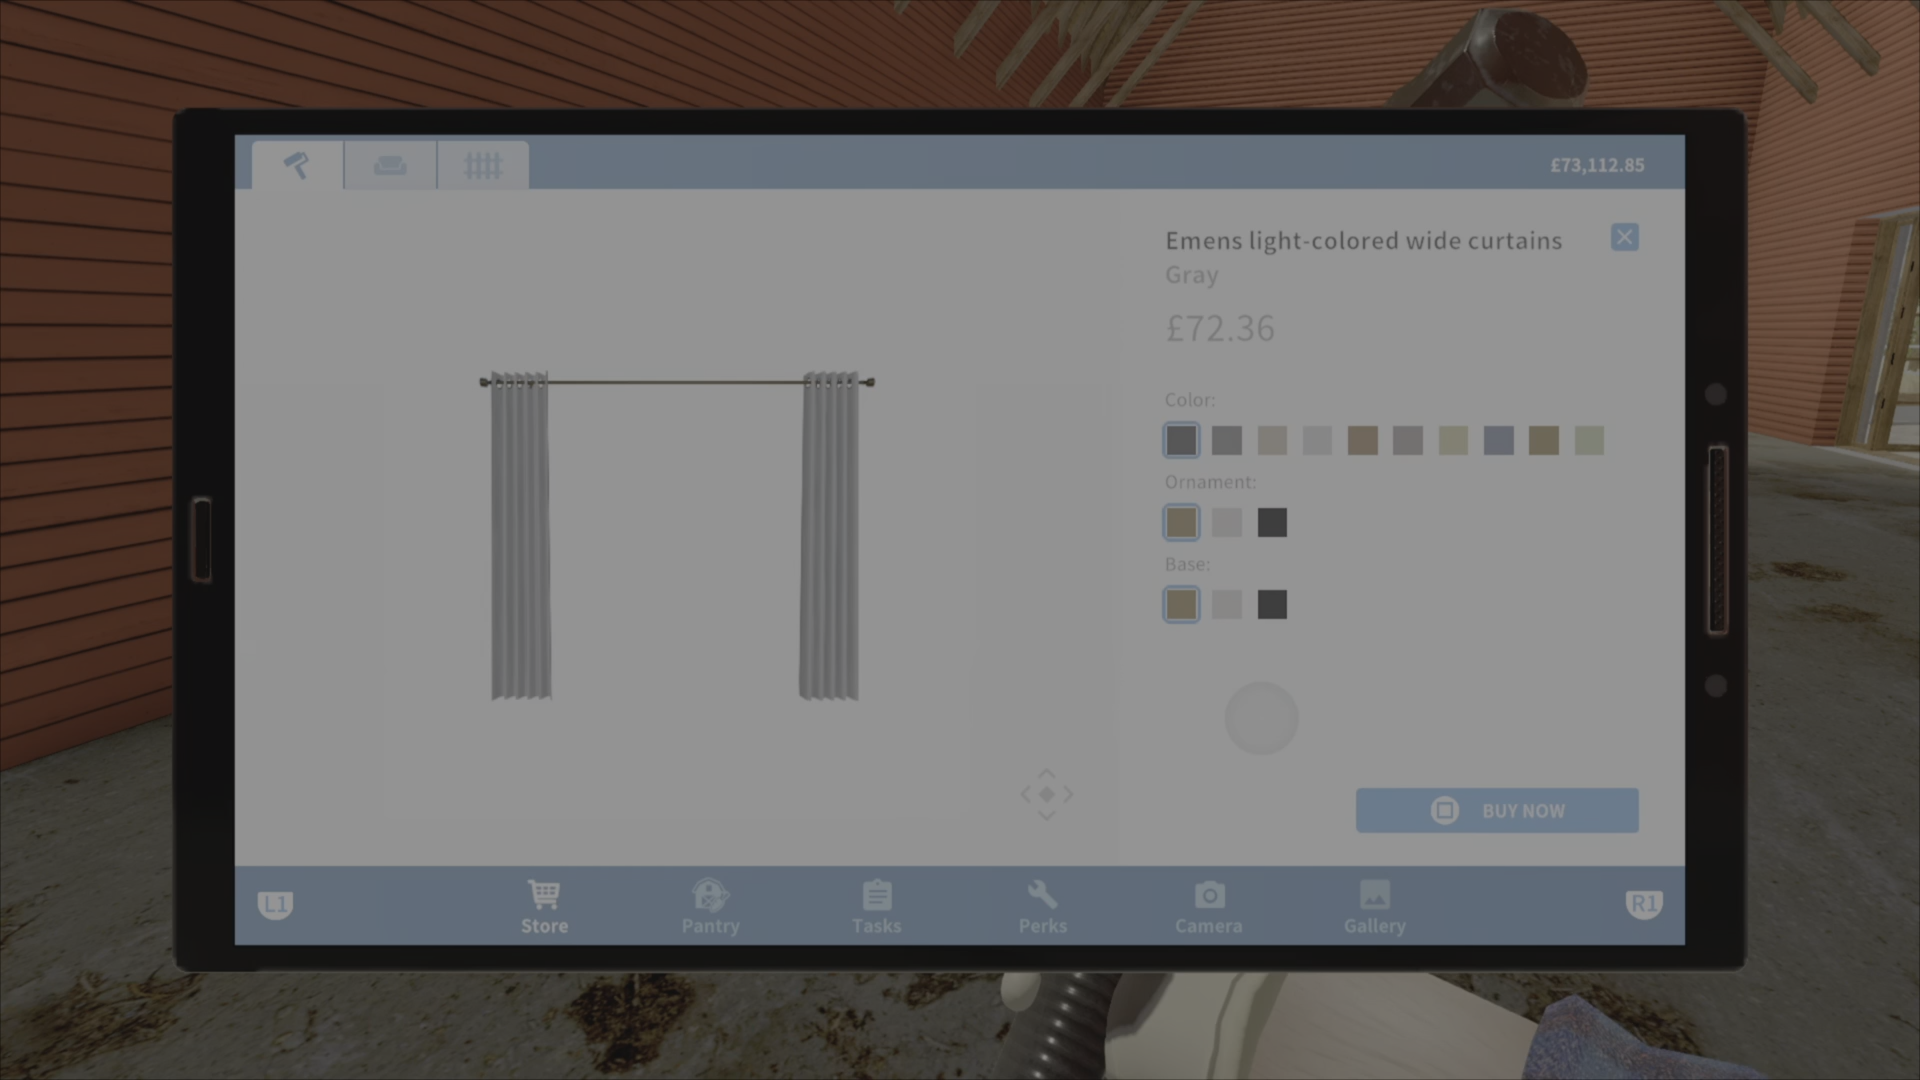 £73,112.85
Emens light-colored wide curtains
Gray
£72.36
Color:
Ornament:
Base:
BUY NOW
L1
Store
Pantry
Tasks
Perks
Camera
Gallery
R1